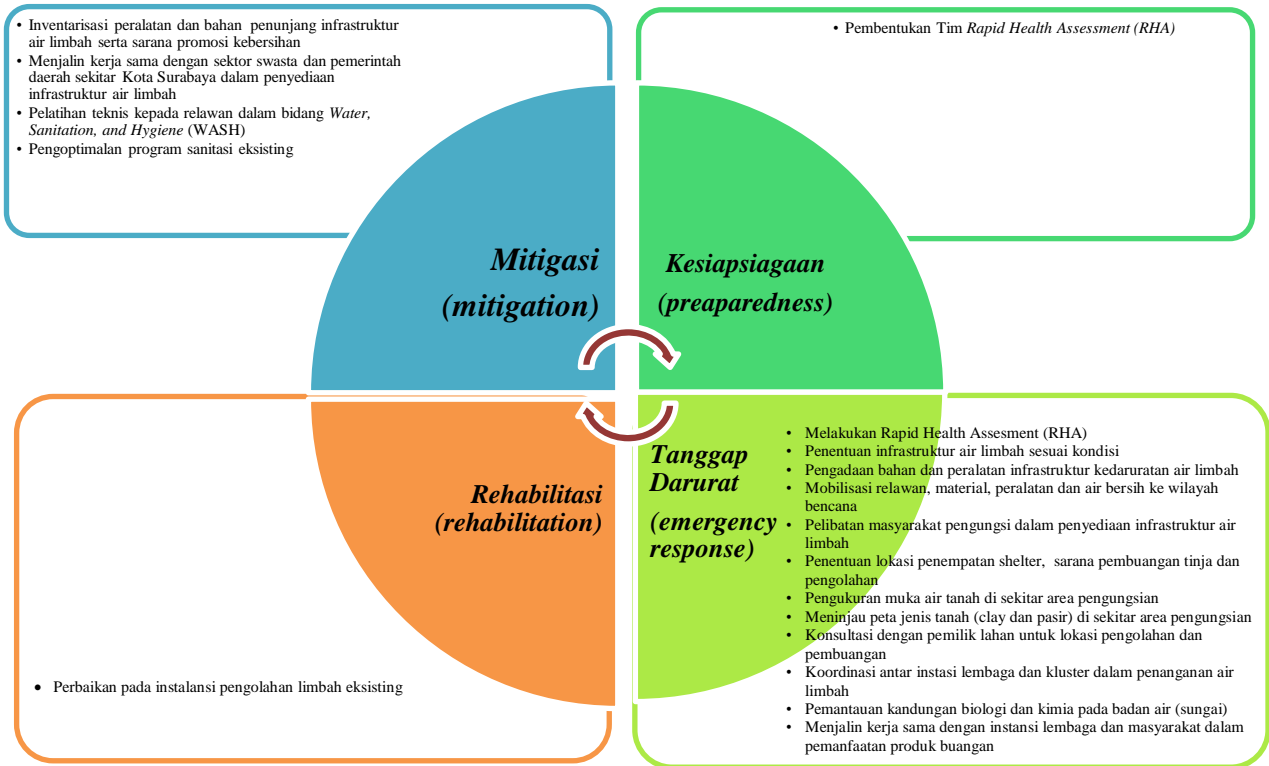 • Inventarisasi peralatan dan bahan penunjang infrastruktur
air limbah serta sarana promosi kebersihan
• Menjalin kerja sama dengan sektor swasta dan pemerintah
daerah sekitar Kota Surabaya dalam penyediaan
infrastruktur air limbah
• Pelatihan teknis kepada relawan dalam bidang Water,
Sanitation, and Hygiene (WASH)
• Pengoptimalan program sanitasi eksisting
• Pembentukan Tim Rapid Health Assessment (RHA)
Mitigasi
(mitigation)
Kesiapsiagaan
(preaparedness)
Rehabilitasi
(rehabilitation)
• Perbaikan pada instalansi pengolahan limbah eksisting
Tanggap
Darurat
(emergency
response)
• Melakukan Rapid Health Assesment (RHA)
• Penentuan infrastruktur air limbah sesuai kondisi
• Pengadaan bahan dan peralatan infrastruktur kedaruratan air limbah
• Mobilisasi relawan, material, peralatan dan air bersih ke wilayah
bencana
• Pelibatan masyarakat pengungsi dalam penyediaan infrastruktur air
limbah
• Penentuan lokasi penempatan shelter, sarana pembuangan tinja dan
pengolahan
• Pengukuran muka air tanah di sekitar area pengungsian
• Meninjau peta jenis tanah (clay dan pasir) di sekitar area pengungsian
• Konsultasi dengan pemilik lahan untuk lokasi pengolahan dan
pembuangan
• Koordinasi antar instasi lembaga dan kluster dalam penanganan air
limbah
• Pemantauan kandungan biologi dan kimia pada badan air (sungai)
• Menjalin kerja sama dengan instansi lembaga dan masyarakat dalam
pemanfaatan produk buangan